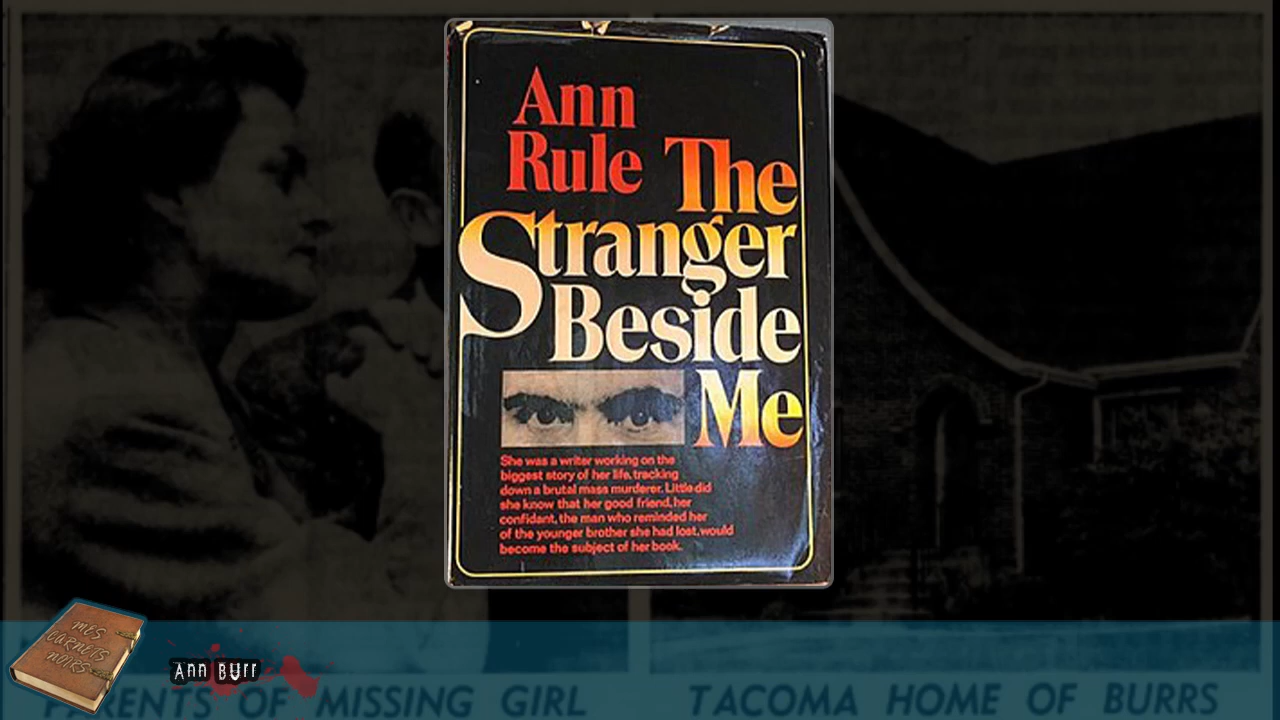 Ann
Rule The
Stranger
Beside
Me
She was a writer working on the
biggest story of her life, tracking
down a brutal mass murderer. Little did
she know that her good friend, her
confidant, the man who reminded her
of the younger brother she had lost, would
become the subject of her book.
MES
CARNETS
NOIRS
Ann BUrr
PARENTS OF MISSING GIRL
TACOMA HOME OF BURRS